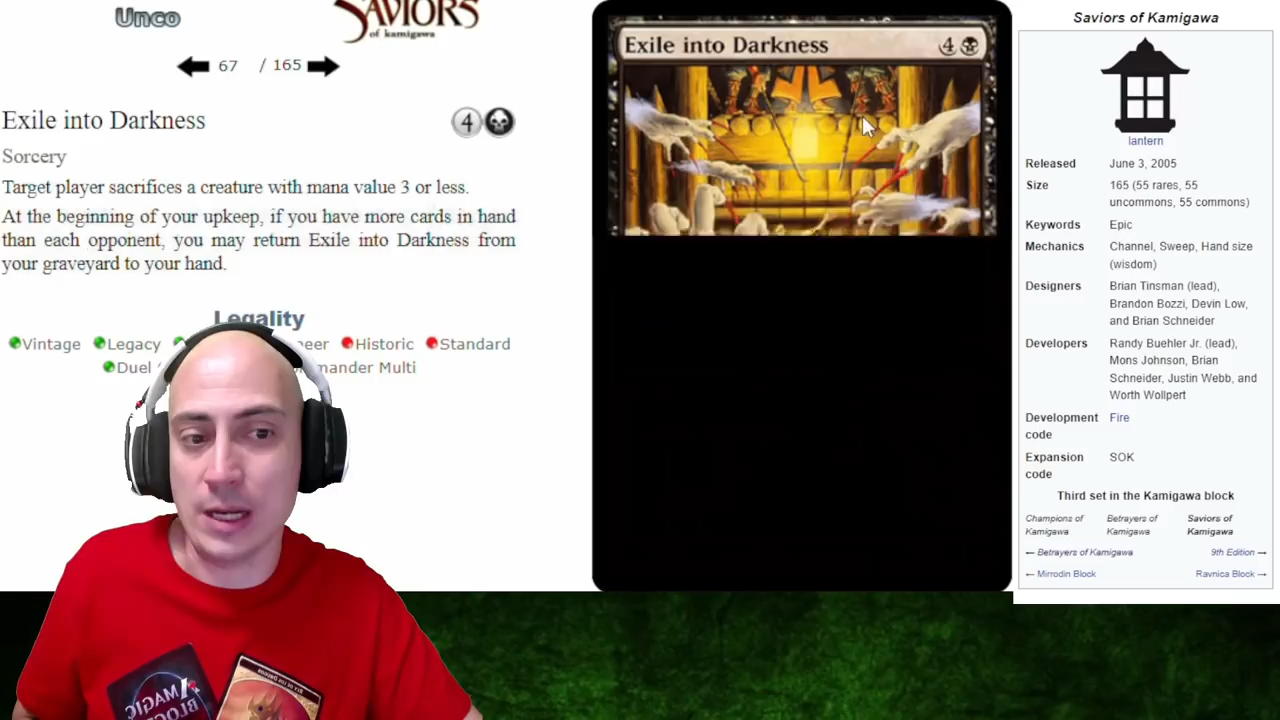 Unco
SAVIORS
of kamigawa
67 / 165
Exile into Darkness
4
Sorcery
Target player sacrifices a creature with mana value 3 or less.
At the beginning of your upkeep, if you have more cards in hand
than each opponent, you may return Exile into Darkness from
your graveyard to your hand.
Legality
Vintage Legacy neer Historic Standard
Duel mander Multi
Exile into Darkness 4
MAGIC
BLOC
Saviors of Kamigawa
lantern
Released June 3, 2005
Size 165 (55 rares, 55
uncommons, 55 commons)
Keywords Epic
Mechanics Channel, Sweep, Hand size
(wisdom)
Designers Brian Tinsman (lead),
Brandon Bozzi, Devin Low,
and Brian Schneider
Developers Randy Buehler Jr. (lead),
Mons Johnson, Brian
Schneider, Justin Webb, and
Worth Wollpert
Development Fire
code
Expansion SOK
code
Third set in the Kamigawa block
Champions of Betrayers of Saviors of
Kamigawa Kamigawa Kamigawa
← Betrayers of Kamigawa 9th Edition →
← Mirrodin Block Ravnica Block →